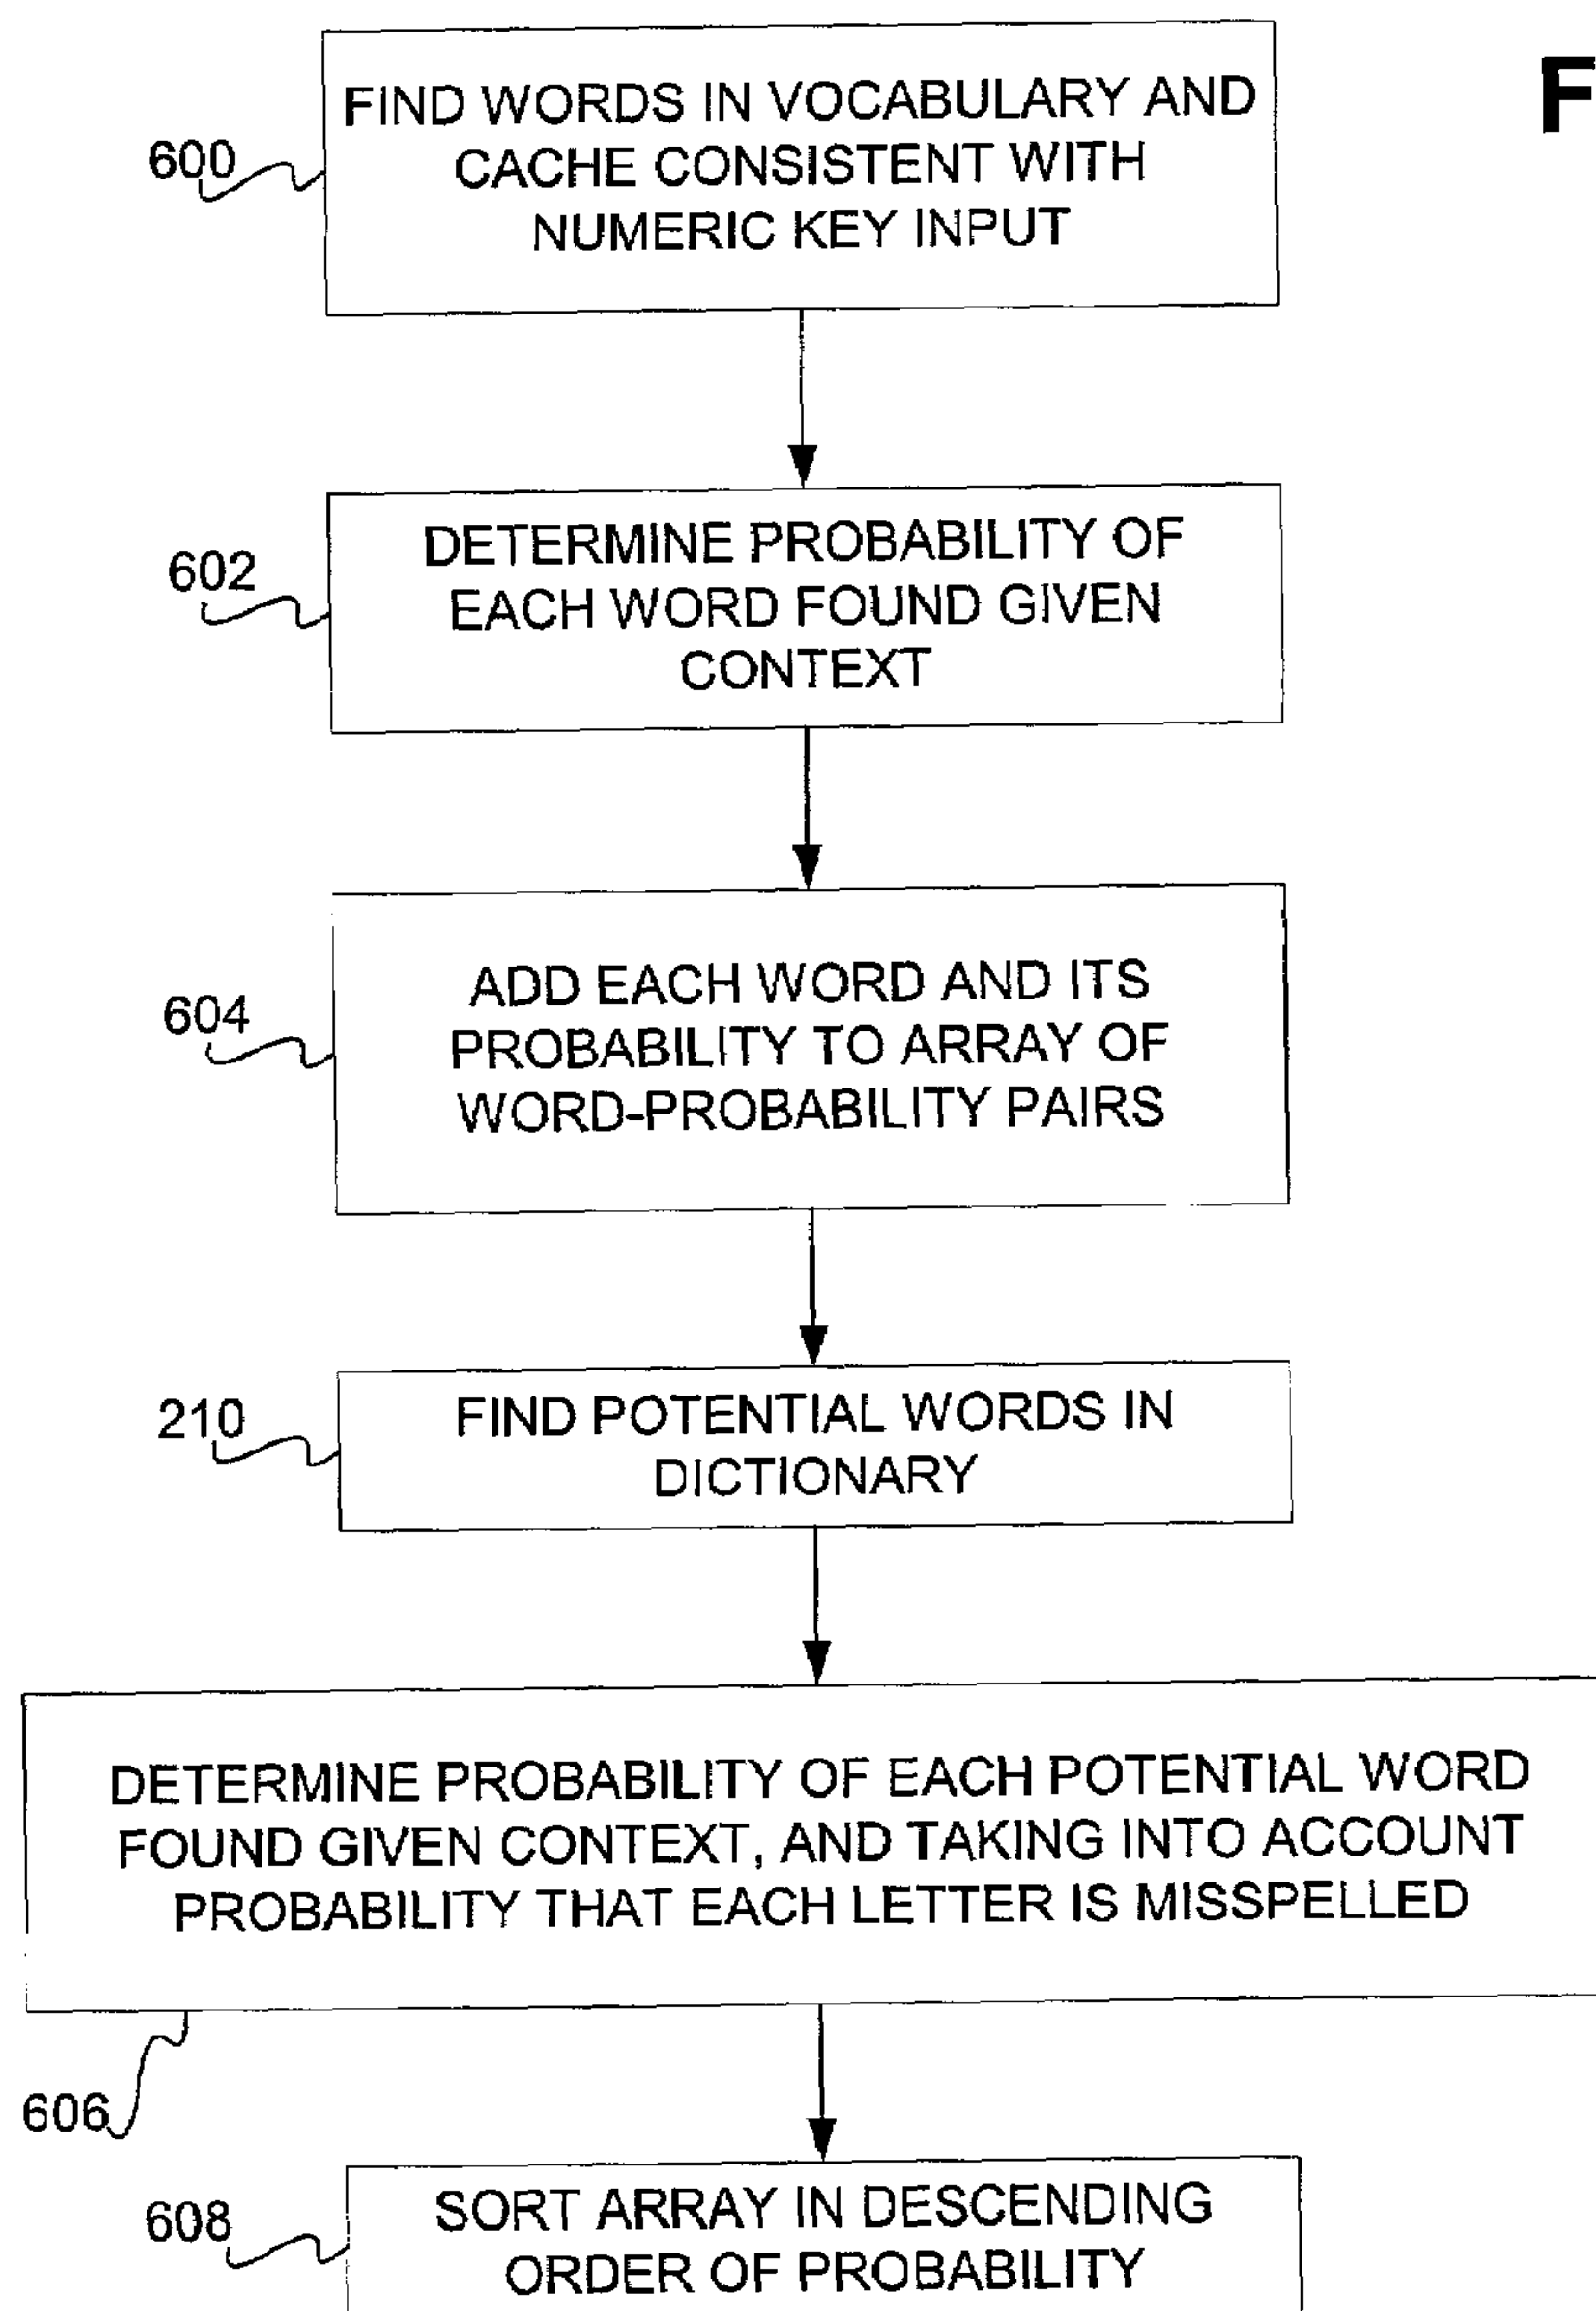 F
FIND WORDS IN VOCABULARY AND
CACHE CONSISTENT WITH
NUMERIC KEY INPUT
600
DETERMINE PROBABILITY OF
EACH WORD FOUND GIVEN
CONTEXT
602
ADD EACH WORD AND ITS
PROBABILITY TO ARRAY OF
WORD-PROBABILITY PAIRS
604
FIND POTENTIAL WORDS IN
DICTIONARY
210
DETERMINE PROBABILITY OF EACH POTENTIAL WORD
FOUND GIVEN CONTEXT, AND TAKING INTO ACCOUNT
PROBABILITY THAT EACH LETTER IS MISSPELLED
606
SORT ARRAY IN DESCENDING
ORDER OF PROBABILITY
608